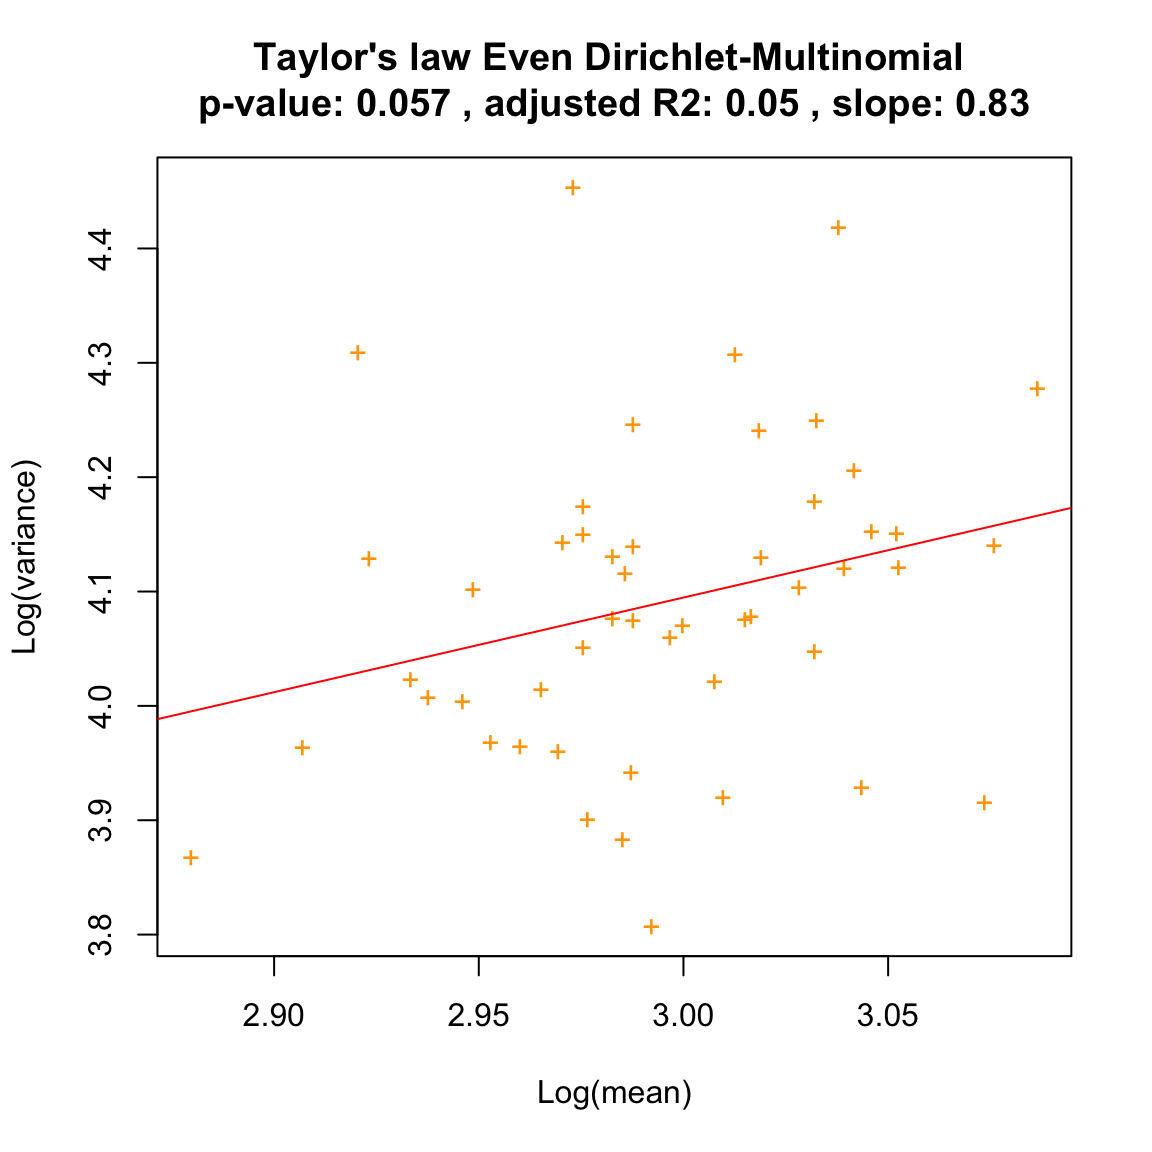 Taylor's law Even Dirichlet-Multinomial
p-value: 0.057 , adjusted R2: 0.05 , slope: 0.83
Log(variance)
4.4
4.3
4.2
4.1
4.0
3.9
3.8
2.90 2.95 3.00 3.05
Log(mean)